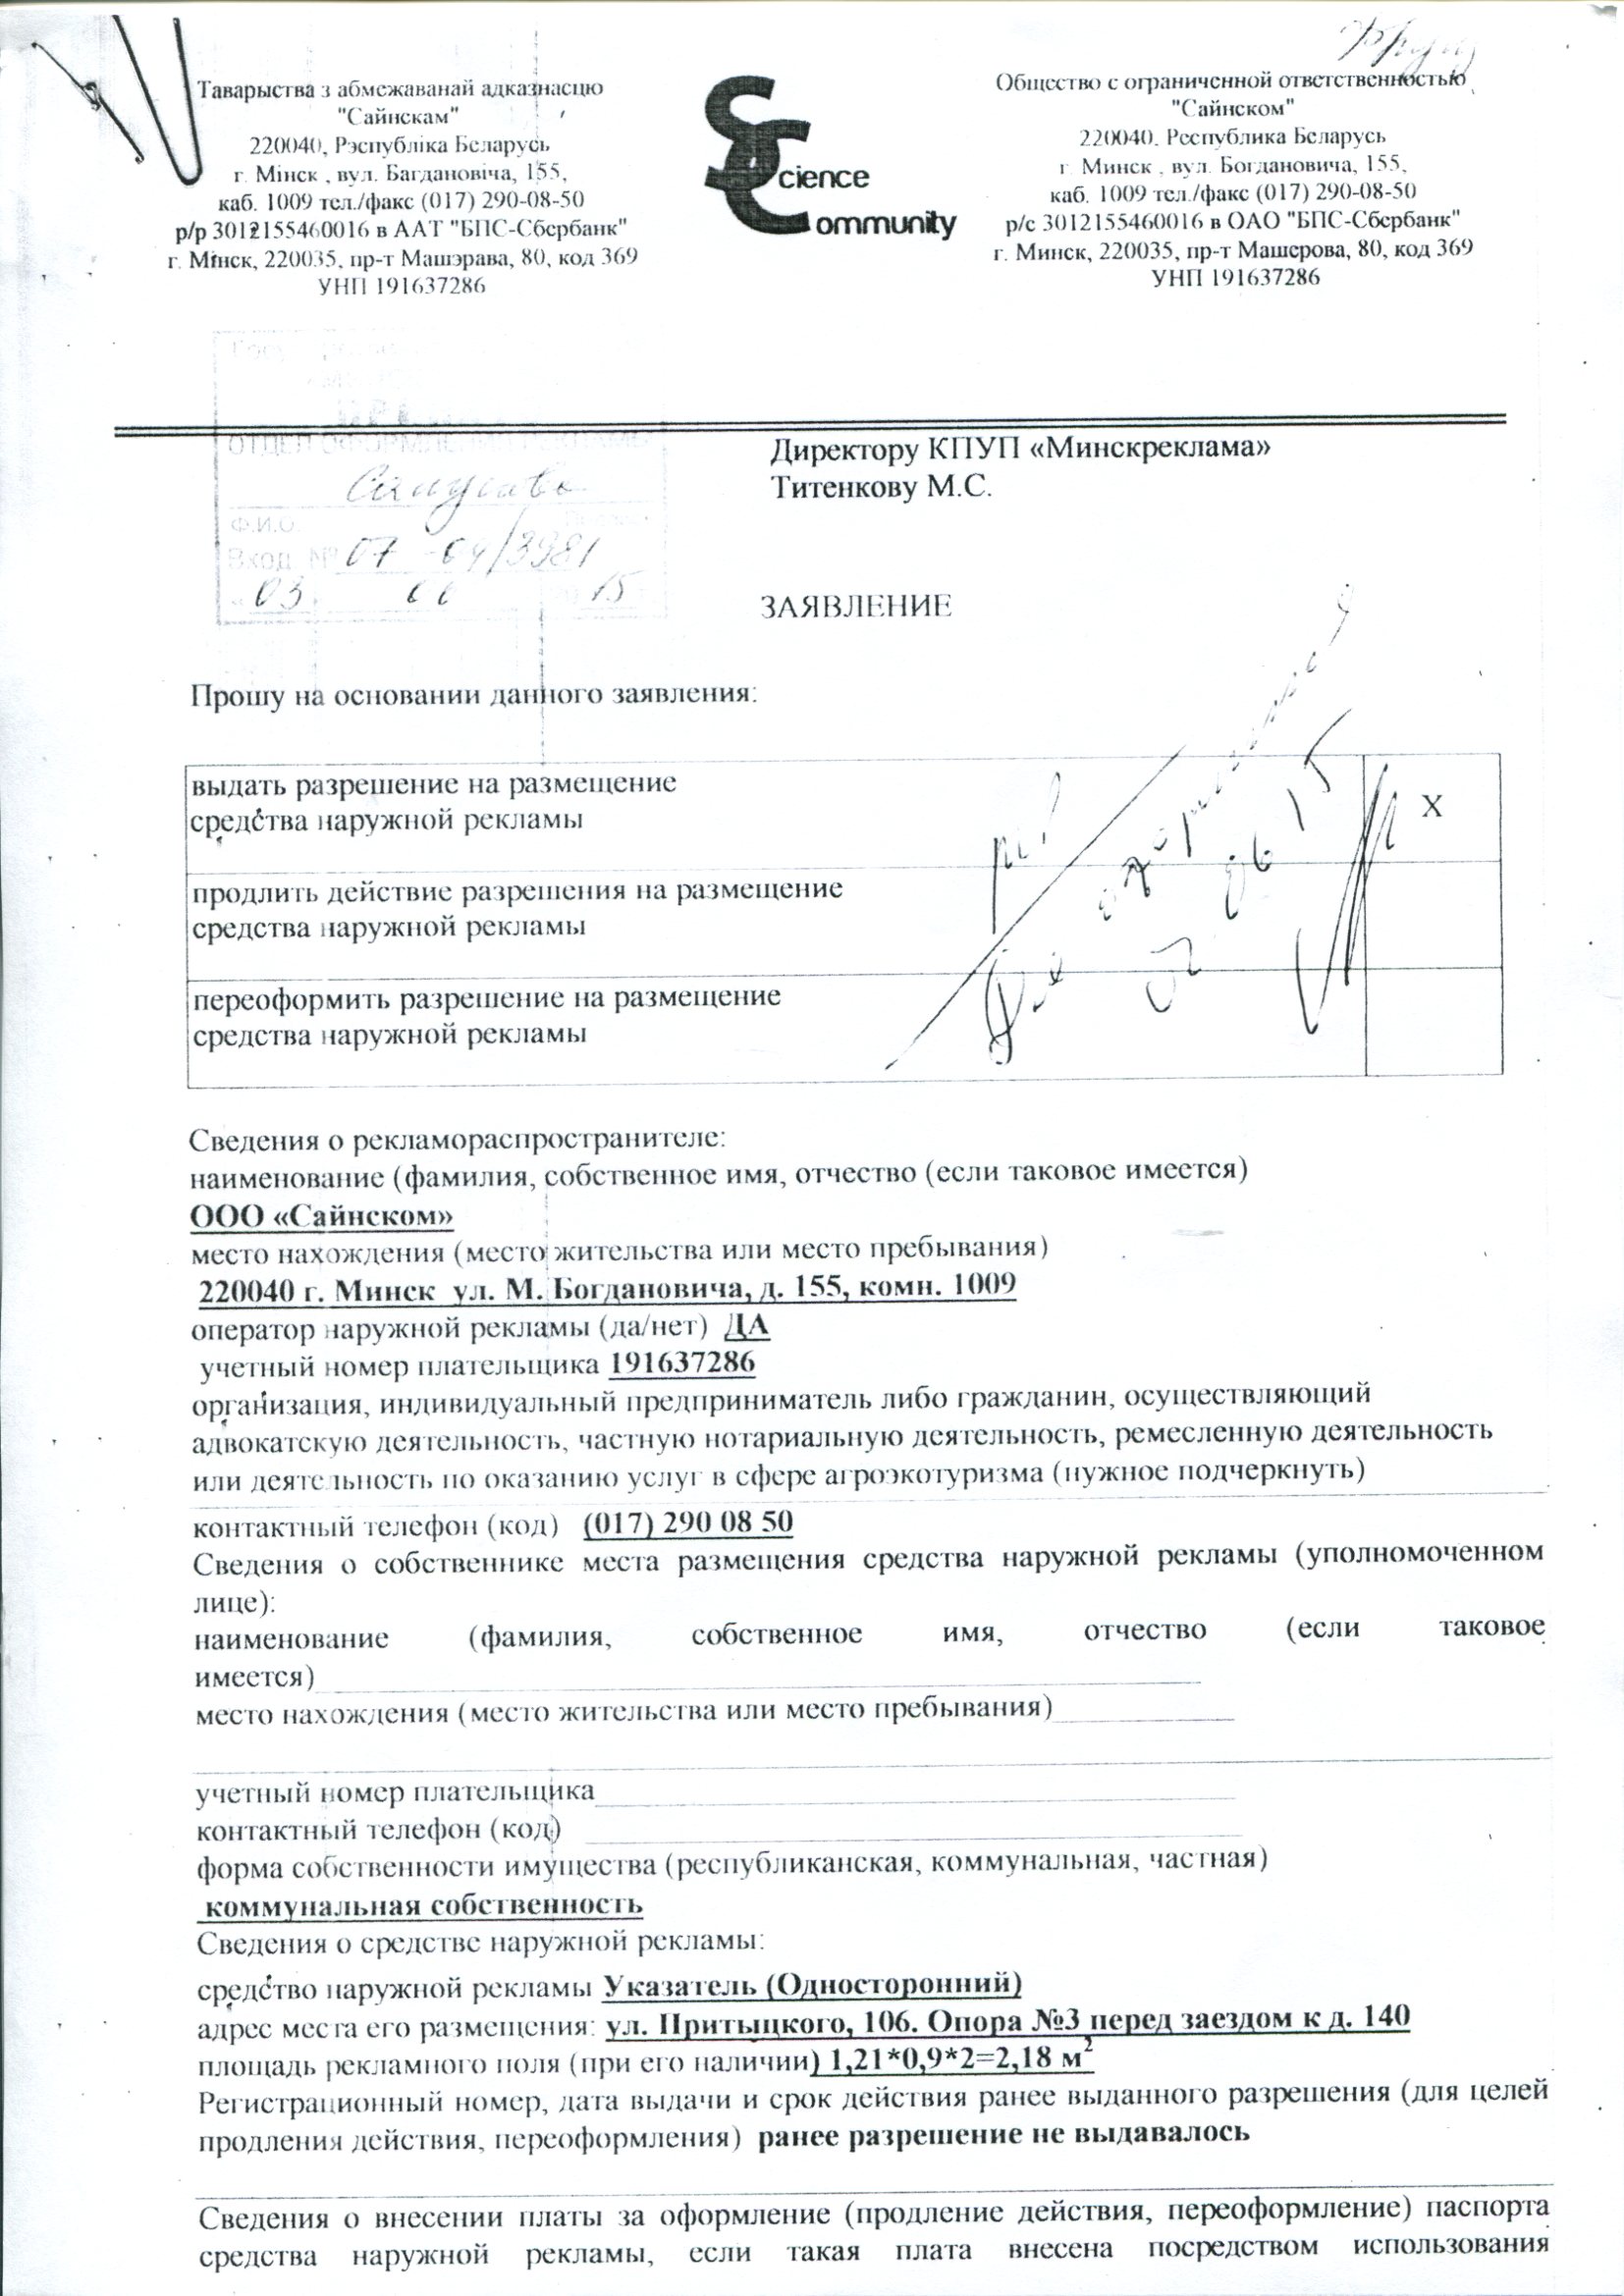 Таварыства з абмежаванай адказнасцю
"Сайнскам"
220040, Рэспубліка Беларусь
г. Мінск , вул. Багдановіча, 155,
каб. 1009 тел./факс (017) 290-08-50
р/р 3012155460016 в ААТ "БПС-Сбербанк"
г. Мінск, 220035, пр-т Машэрава, 80, код 369
УНП 191637286
Science
Community
Общество с ограниченной ответственностью
"Сайнском"
220040, Республика Беларусь
г. Минск , вул. Богдановича, 155,
каб. 1009 тел./факс (017) 290-08-50
р/с 3012155460016 в ОАО "БПС-Сбербанк"
г. Минск, 220035, пр-т Машерова, 80, код 369
УНП 191637286
ОТДЕЛ ОФОРМЛЕНИЯ РЕКЛАМЫ
Ф.И.О.
Вход. № 07-04/3981
«03» 06 2015
Директору КПУП «Минскреклама»
Титенкову М.С.
ЗАЯВЛЕНИЕ
Прошу на основании данного заявления:
выдать разрешение на размещение
средства наружной рекламы
X
продлить действие разрешения на размещение
средства наружной рекламы
переоформить разрешение на размещение
средства наружной рекламы
Сведения о рекламораспространителе:
наименование (фамилия, собственное имя, отчество (если таковое имеется)
ООО «Сайнском»
место нахождения (место жительства или место пребывания)
220040 г. Минск ул. М. Богдановича, д. 155, комн. 1009
оператор наружной рекламы (да/нет) ДА
учетный номер плательщика 191637286
организация, индивидуальный предприниматель либо гражданин, осуществляющий
адвокатскую деятельность, частную нотариальную деятельность, ремесленную деятельность
или деятельность по оказанию услуг в сфере агроэкотуризма (нужное подчеркнуть)
контактный телефон (код) (017) 290 08 50
Сведения о собственнике места размещения средства наружной рекламы (уполномоченном
лице):
наименование (фамилия, собственное имя, отчество (если таковое
имеется)
место нахождения (место жительства или место пребывания)
учетный номер плательщика
контактный телефон (код)
форма собственности имущества (республиканская, коммунальная, частная)
коммунальная собственность
Сведения о средстве наружной рекламы:
средство наружной рекламы Указатель (Односторонний)
адрес места его размещения: ул. Притыцкого, 106. Опора №3 перед заездом к д. 140
площадь рекламного поля (при его наличии) 1,21*0,9*2=2,18 м²
Регистрационный номер, дата выдачи и срок действия ранее выданного разрешения (для целей
продления действия, переоформления) ранее разрешение не выдавалось
Сведения о внесении платы за оформление (продление действия, переоформление) паспорта
средства наружной рекламы, если такая плата внесена посредством использования